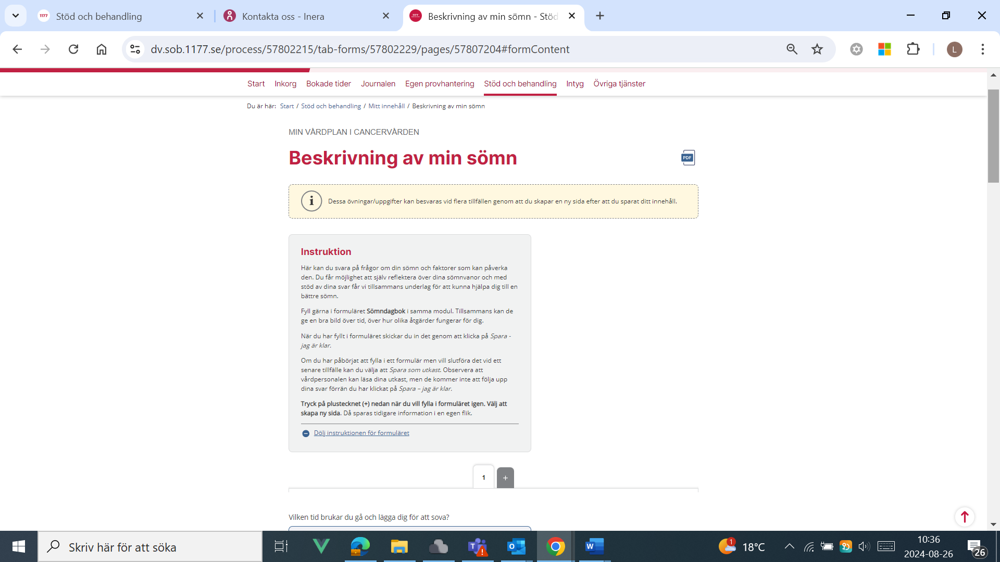 Stöd och behandling
Kontakta oss - Inera
Beskrivning av min sömn - Stöd
dv.sob.1177.se/process/57802215/tab-forms/57802229/pages/57807204#formContent
L
Start Inkorg Bokade tider Journalen Egen provhantering Stöd och behandling Intyg Övriga tjänster
Du är här: Start / Stöd och behandling / Mitt innehåll / Beskrivning av min sömn
MIN VÅRDPLAN I CANCERVÅRDEN
Beskrivning av min sömn
PDF
Dessa övningar/uppgifter kan besvaras vid flera tillfällen genom att du skapar en ny sida efter att du sparat ditt innehåll.
Instruktion
Här kan du svara på frågor om din sömn och faktorer som kan påverka
den. Du får möjlighet att själv reflektera över dina sömnvanor och med
stöd av dina svar får vi tillsammans underlag för att kunna hjälpa dig till en
bättre sömn.
Fyll gärna i formuläret Sömndagbok i samma modul. Tillsammans kan de
ge en bra bild över tid, över hur olika åtgärder fungerar för dig.
När du har fyllt i formuläret skickar du in det genom att klicka på Spara -
jag är klar.
Om du har påbörjat att fylla i ett formulär men vill slutföra det vid ett
senare tillfälle kan du välja att Spara som utkast. Observera att
vårdpersonalen kan läsa dina utkast, men de kommer inte att följa upp
dina svar förrän du har klickat på Spara – jag är klar.
Tryck på plustecknet (+) nedan när du vill fylla i formuläret igen. Välj att
skapa ny sida. Då sparas tidigare information i en egen flik.
Dölj instruktionen för formuläret
1 +
Vilken tid brukar du gå och lägga dig för att sova?
Skriv här för att söka
1
18°C
10:36
2024-08-26
26